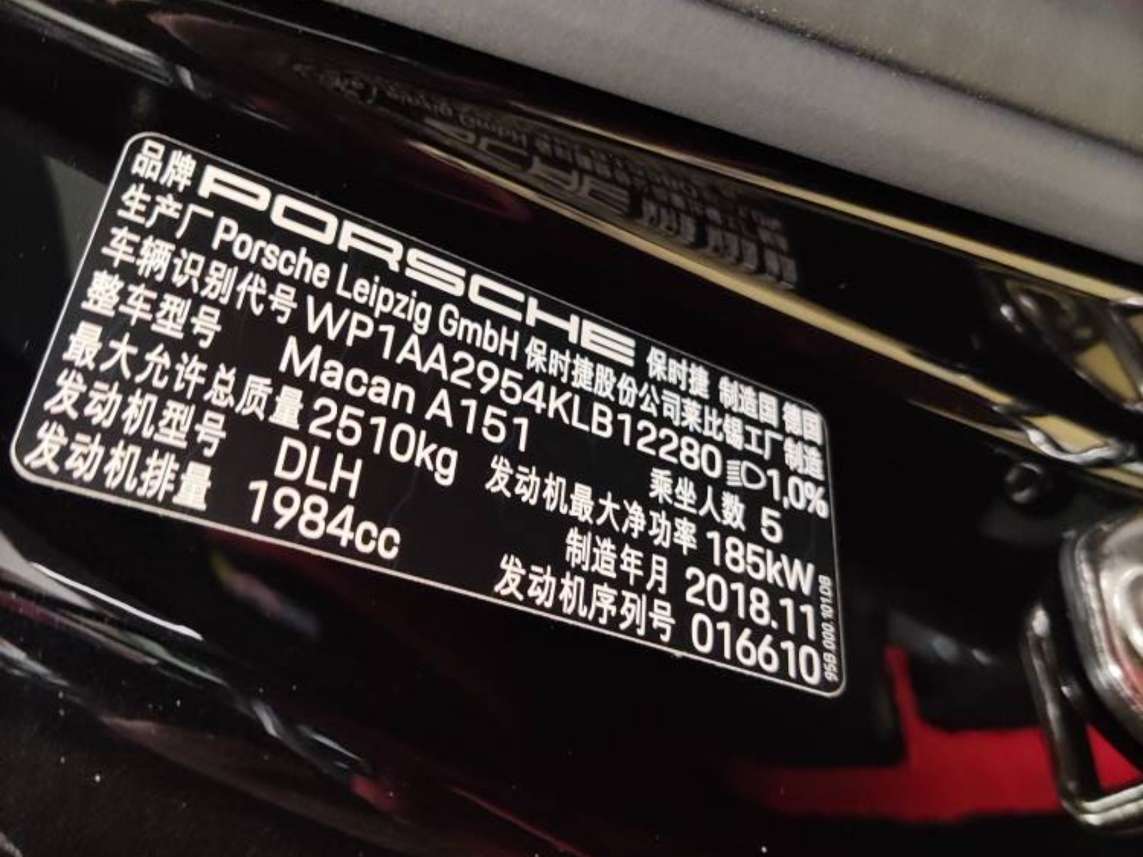 品牌 PORSCHE 保时捷 制造国 德国
生产厂 Porsche Leipzig GmbH 保时捷股份公司莱比锡工厂制造
车辆识别代号 WP1AA2954KLB12280 1,0%
整车型号 Macan A151 乘坐人数 5
最大允许总质量 2510kg 发动机最大净功率 185kW
发动机型号 DLH 制造年月 2018.11
发动机排量 1984cc 发动机序列号 016610
95B.000.101.DB